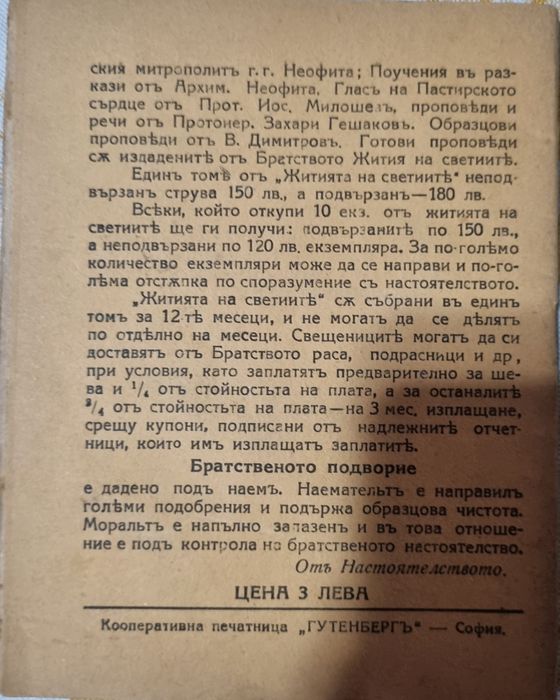 ския митрополитъ г. г. Неофита; Поучения въ раз-
кази отъ Архим. Неофита, Гласъ на Пастирското
сърдце отъ Прот. Иос. Милошевъ, проповѣди и
речи отъ Протоиер. Захари Гешаковъ. Образцови
проповѣди отъ В. Димитровъ. Готови проповѣди
сѫ издаденитѣ отъ Братството Жития на светиитѣ.
Единъ томъ отъ „Житията на светиитѣ" непод-
вързанъ струва 150 лв., а подвързанъ—180 лв.
Всѣки, който откупи 10 екз. отъ житията на
светиитѣ ще ги получи: подвързанитѣ по 150 лв.,
а неподвързани по 120 лв. екземпляра. За по-голѣмо
количество екземпляри може да се направи и по-го-
лѣма отстѫпка по споразумение съ настоятелството.
„Житията на светиитѣ" сѫ събрани въ единъ
томъ за 12-тѣ месеци, и не могатъ да се дѣлятъ
по отдѣлно на месеци. Свещеницитѣ могатъ да си
доставятъ отъ Братството раса, подрасници и др,
при условия, като заплатятъ предварително за ше-
ва и 1/4 отъ стойностьта на плата, а за останалитѣ
3/4 отъ стойностьта на плата—на 3 мес. изплащане,
срещу купони, подписани отъ надлежнитѣ отчет-
ници, които имъ изплащатъ заплатитѣ.
Братственото подворие
е дадено подъ наемъ. Наемательтъ е направилъ
голѣми подобрения и подържа образцова чистота.
Моральтъ е напълно запазенъ и въ това отноше-
ние е подъ контрола на братственото настоятелство.
Отъ Настоятелството.
ЦЕНА 3 ЛЕВА
Кооперативна печатница „ГУТЕНБЕРГЪ" — София.